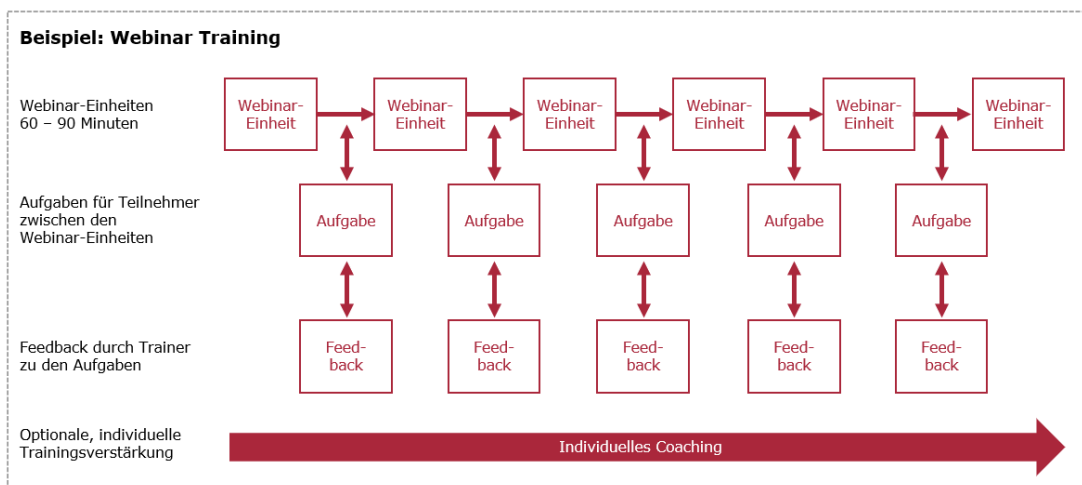 Beispiel: Webinar Training
Webinar-Einheiten
60 – 90 Minuten
Webinar-
Einheit
Webinar-
Einheit
Webinar-
Einheit
Webinar-
Einheit
Webinar-
Einheit
Webinar-
Einheit
Aufgaben für Teilnehmer
zwischen den
Webinar-Einheiten
Aufgabe
Aufgabe
Aufgabe
Aufgabe
Aufgabe
Feedback durch Trainer
zu den Aufgaben
Feed-
back
Feed-
back
Feed-
back
Feed-
back
Feed-
back
Optionale, individuelle
Trainingsverstärkung
Individuelles Coaching